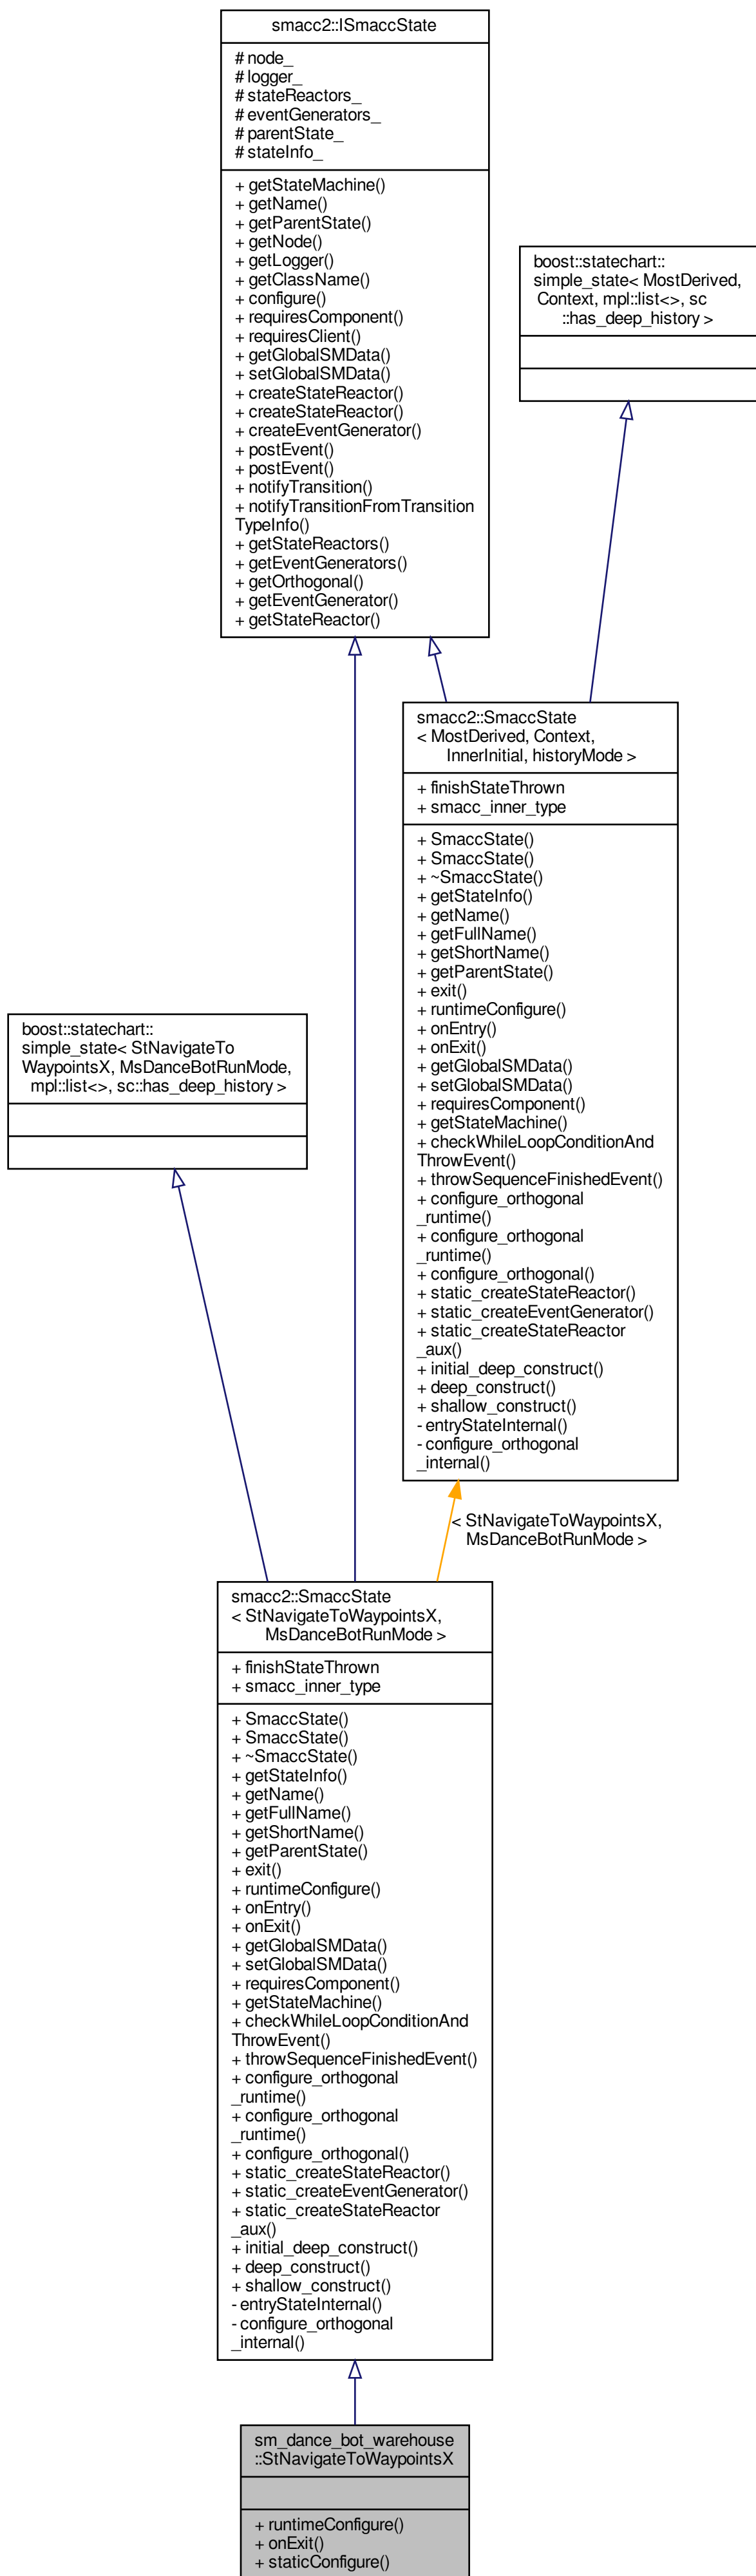 smacc2::ISmaccState
# node_
# logger_
# stateReactors_
# eventGenerators_
# parentState_
# stateInfo_
+ getStateMachine()
+ getName()
+ getParentState()
+ getNode()
+ getLogger()
+ getClassName()
+ configure()
+ requiresComponent()
+ requiresClient()
+ getGlobalSMData()
+ setGlobalSMData()
+ createStateReactor()
+ createStateReactor()
+ createEventGenerator()
+ postEvent()
+ postEvent()
+ notifyTransition()
+ notifyTransitionFromTransition
TypeInfo()
+ getStateReactors()
+ getEventGenerators()
+ getOrthogonal()
+ getEventGenerator()
+ getStateReactor()
boost::statechart::
simple_state< MostDerived,
Context, mpl::list<>, sc
::has_deep_history >
smacc2::SmaccState
< MostDerived, Context,
InnerInitial, historyMode >
+ finishStateThrown
+ smacc_inner_type
+ SmaccState()
+ SmaccState()
+ ~SmaccState()
+ getStateInfo()
+ getName()
+ getFullName()
+ getShortName()
+ getParentState()
+ exit()
+ runtimeConfigure()
+ onEntry()
+ onExit()
+ getGlobalSMData()
+ setGlobalSMData()
+ requiresComponent()
+ getStateMachine()
+ checkWhileLoopConditionAnd
ThrowEvent()
+ throwSequenceFinishedEvent()
+ configure_orthogonal
_runtime()
+ configure_orthogonal
_runtime()
+ configure_orthogonal()
+ static_createStateReactor()
+ static_createEventGenerator()
+ static_createStateReactor
_aux()
+ initial_deep_construct()
+ deep_construct()
+ shallow_construct()
- entryStateInternal()
- configure_orthogonal
_internal()
boost::statechart::
simple_state< StNavigateTo
WaypointsX, MsDanceBotRunMode,
mpl::list<>, sc::has_deep_history >
< StNavigateToWaypointsX,
MsDanceBotRunMode >
smacc2::SmaccState
< StNavigateToWaypointsX,
MsDanceBotRunMode >
+ finishStateThrown
+ smacc_inner_type
+ SmaccState()
+ SmaccState()
+ ~SmaccState()
+ getStateInfo()
+ getName()
+ getFullName()
+ getShortName()
+ getParentState()
+ exit()
+ runtimeConfigure()
+ onEntry()
+ onExit()
+ getGlobalSMData()
+ setGlobalSMData()
+ requiresComponent()
+ getStateMachine()
+ checkWhileLoopConditionAnd
ThrowEvent()
+ throwSequenceFinishedEvent()
+ configure_orthogonal
_runtime()
+ configure_orthogonal
_runtime()
+ configure_orthogonal()
+ static_createStateReactor()
+ static_createEventGenerator()
+ static_createStateReactor
_aux()
+ initial_deep_construct()
+ deep_construct()
+ shallow_construct()
- entryStateInternal()
- configure_orthogonal
_internal()
sm_dance_bot_warehouse
::StNavigateToWaypointsX
+ runtimeConfigure()
+ onExit()
+ staticConfigure()